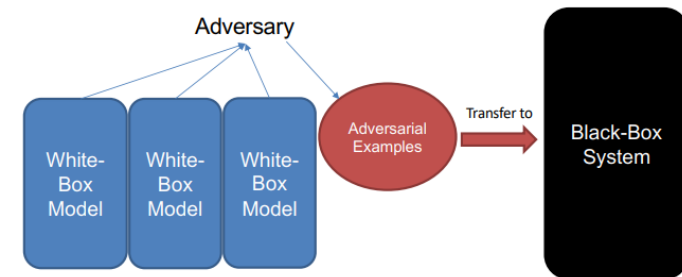 Adversary
White-
Box
Model
White-
Box
Model
White-
Box
Model
Adversarial
Examples
Transfer to
Black-Box
System